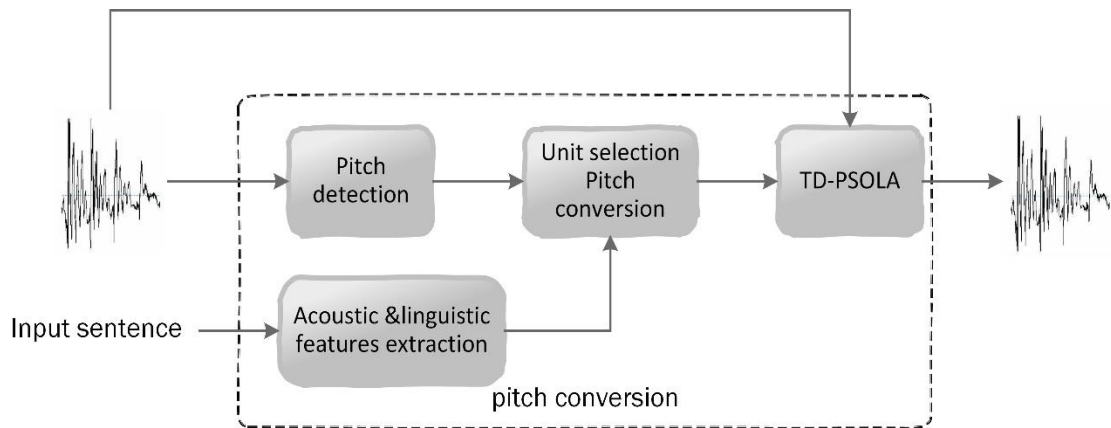 Pitch
detection
Unit selection
Pitch
conversion
TD-PSOLA
Input sentence
Acoustic &linguistic
features extraction
pitch conversion